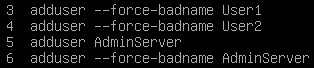 3 adduser --force-badname User1
4 adduser --force-badname User2
5 adduser AdminServer
6 adduser --force-badname AdminServer